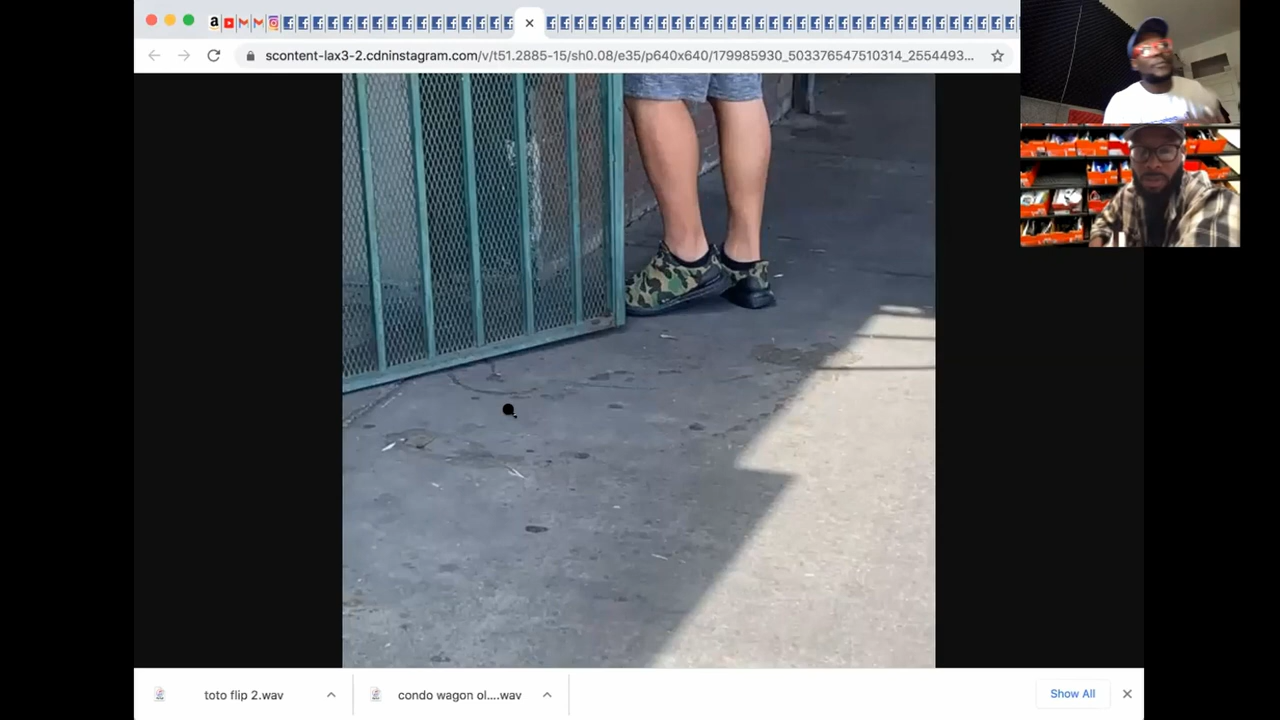 scontent-lax3-2.cdninstagram.com/v/t51.2885-15/sh0.08/e35/p640x640/179985930_503376547510314_2554493...
toto flip 2.wav
condo wagon ol....wav
Show All